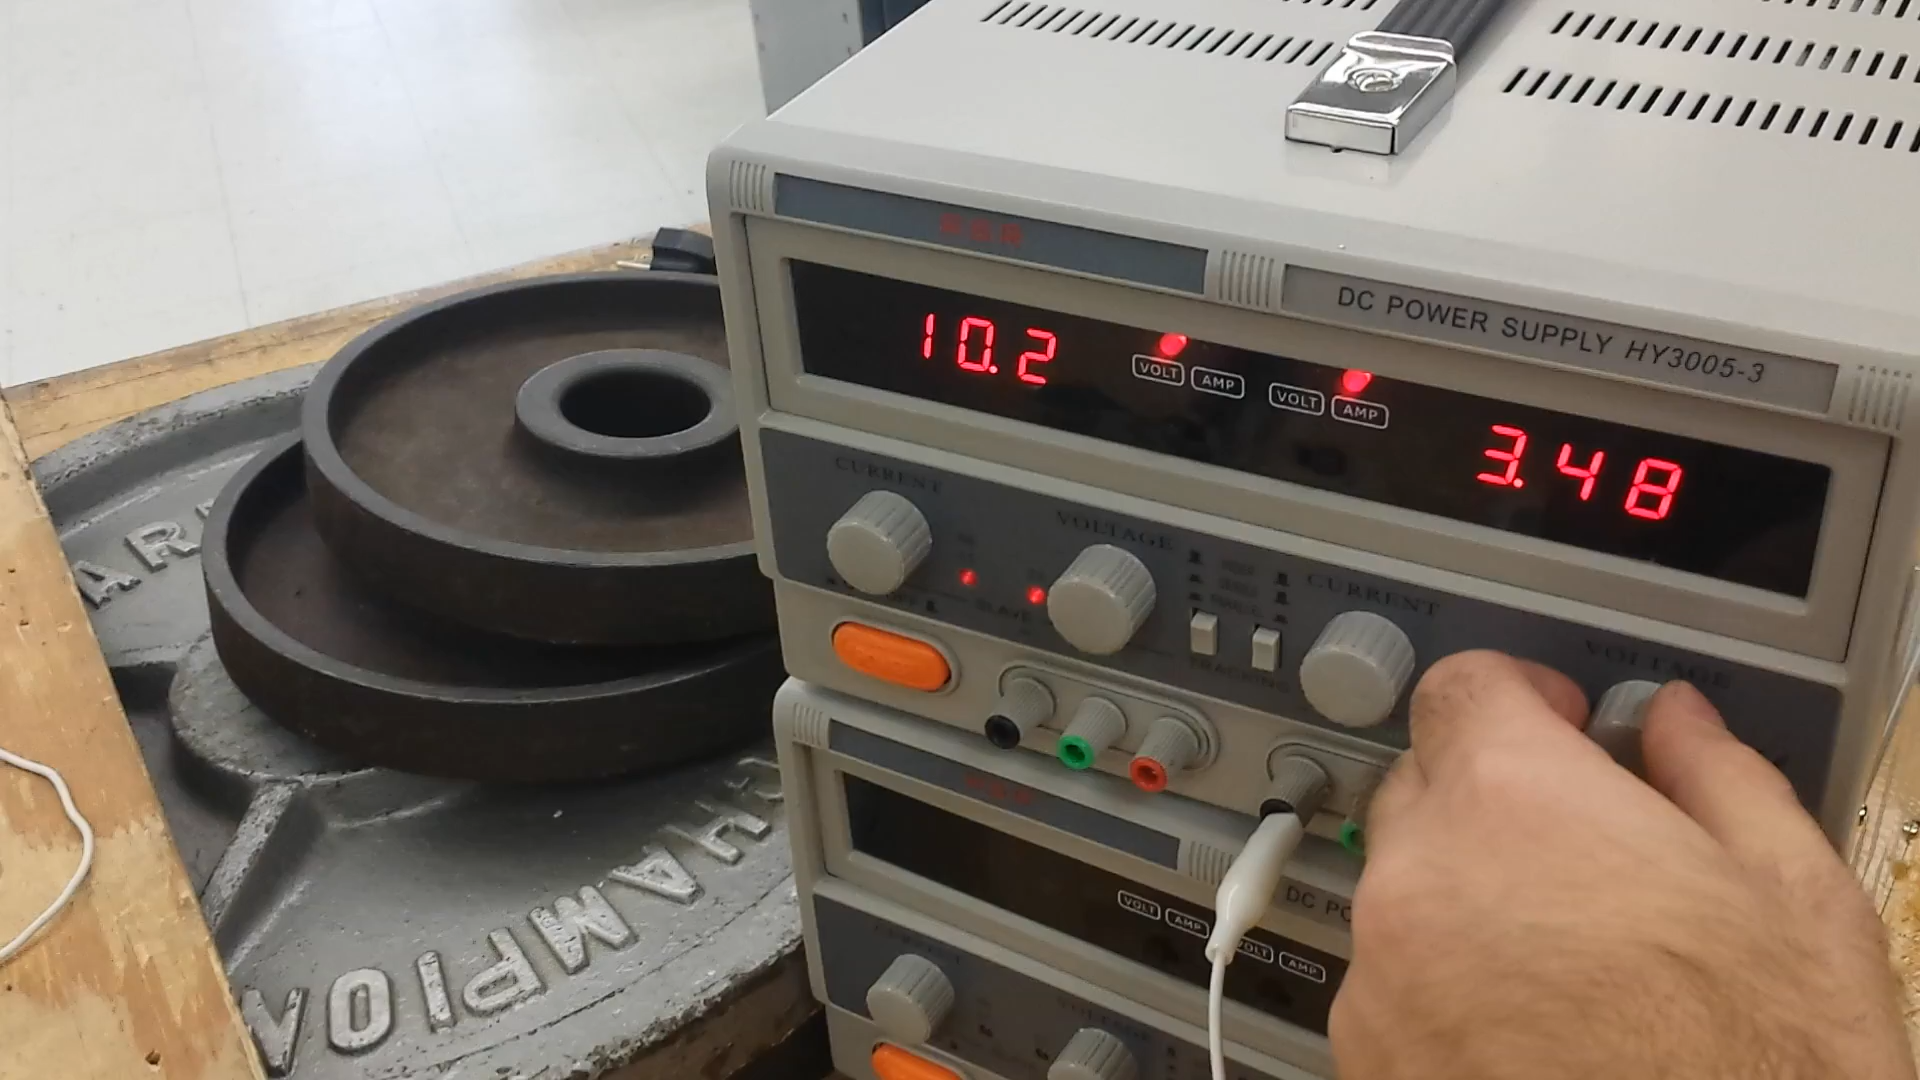 DC POWER SUPPLY HY3005-3
10.2
VOLT AMP VOLT AMP
3.48
CURRENT
VOLTAGE
CURRENT
VOLTAGE
TRACKING
DC PO
VOLT AMP VOLT AMP
VOLTAGE
CHAMPION